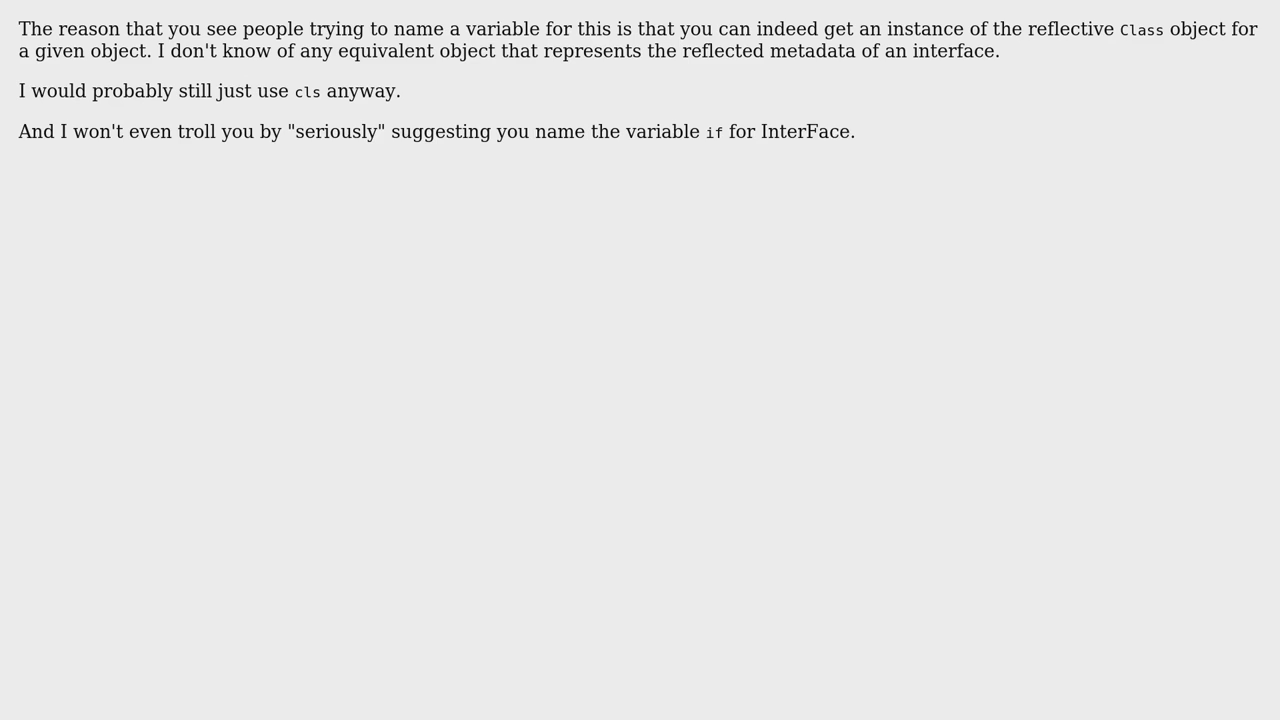 The reason that you see people trying to name a variable for this is that you can indeed get an instance of the reflective Class object for
a given object. I don't know of any equivalent object that represents the reflected metadata of an interface.
I would probably still just use cls anyway.
And I won't even troll you by "seriously" suggesting you name the variable if for InterFace.